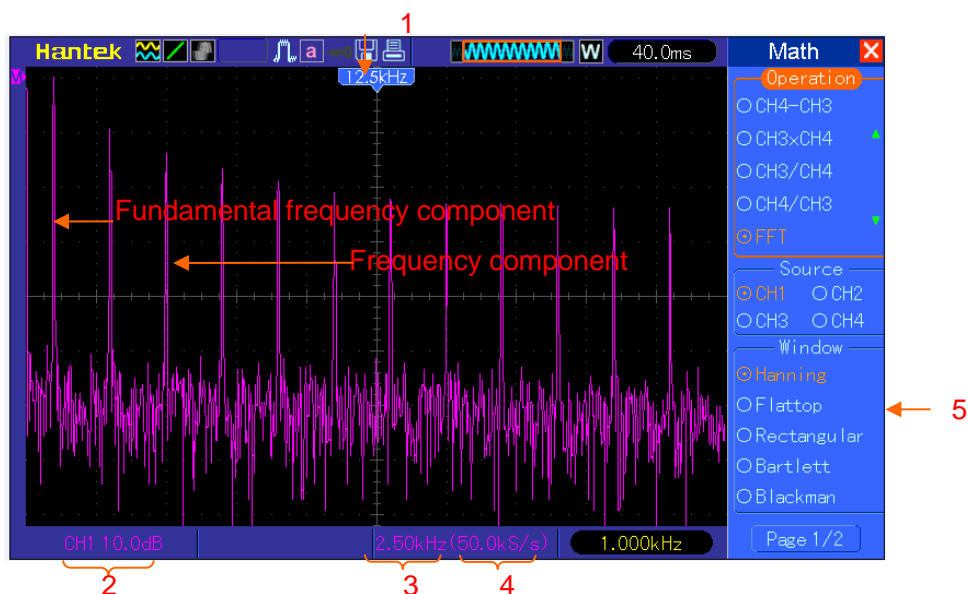 1
Hantek a W 40.0ms Math X
M 12.5kHz
Operation
CH4-CH3
CH3xCH4
CH3/CH4
CH4/CH3
FFT
Fundamental frequency component
Frequency component
Source
CH1 CH2
CH3 CH4
Window
Hanning
Flattop
Rectangular
Bartlett
Blackman
5
CH1 10.0dB 2.50kHz(50.0kS/s) 1.000kHz Page 1/2
2 3 4